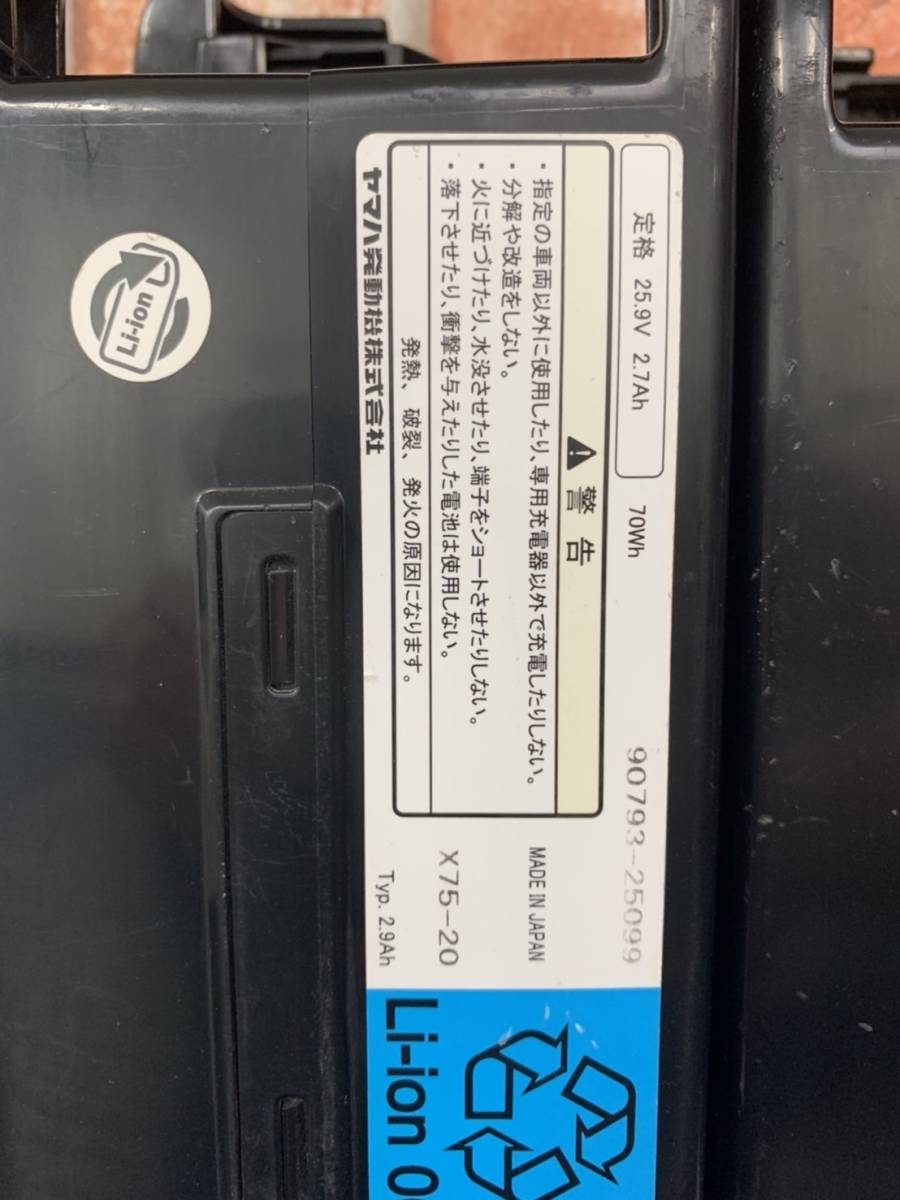 定格 25.9V 2.7Ah
70Wh
90793-25099
警告
・指定の車両以外に使用したり、専用充電器以外で充電したりしない。
・分解や改造をしない。
・火に近づけたり、水没させたり、端子をショートさせたりしない。
・落下させたり、衝撃を与えたりした電池は使用しない。
発熱、破裂、発火の原因になります。
MADE IN JAPAN
X75-20
ヤマハ発動機株式会社
Typ. 2.9Ah
Li-ion 0
Li-ion